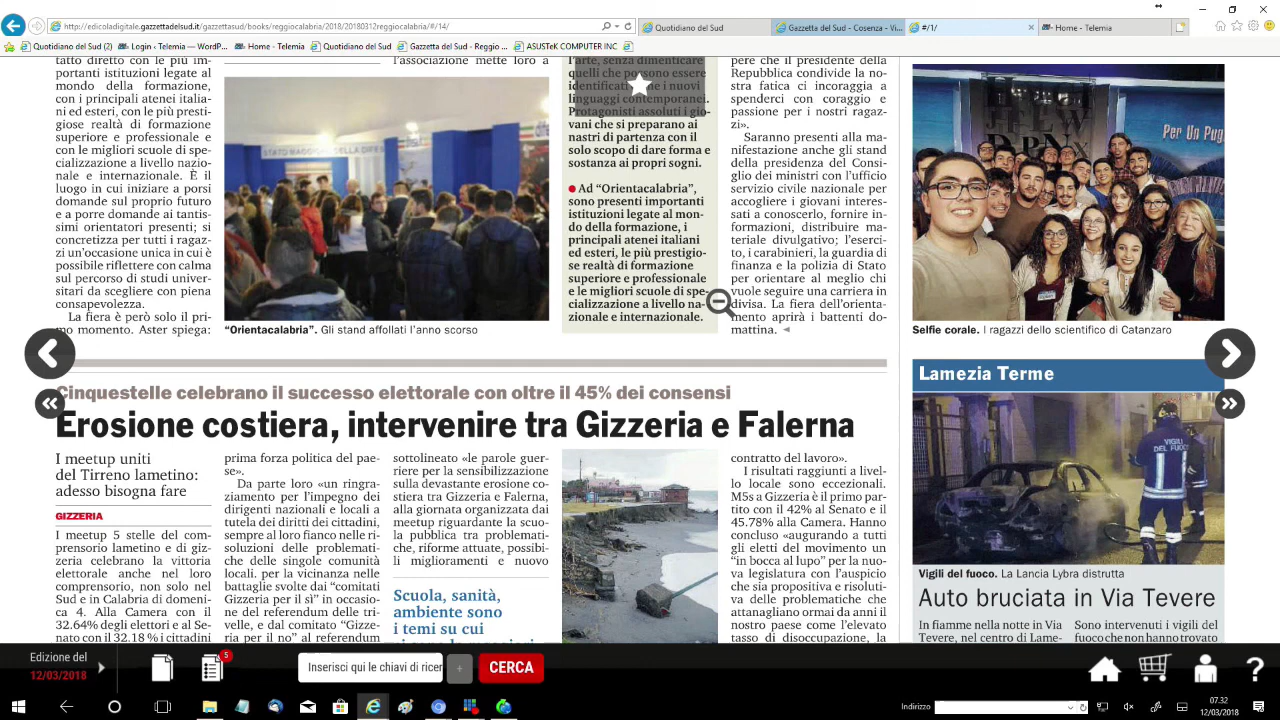 http://edicoladigitale.gazzettadelsud.it/gazzettasud/books/reggiocalabria/2018/20180312reggiocalabria/#/14/
Quotidiano del Sud
Gazzetta del Sud - Cosenza - Vi...
#/1/
Home - Telemia
Quotidiano del Sud (2)
Login ‹ Telemia — WordP...
Home - Telemia
Quotidiano del Sud
Gazzetta del Sud - Reggio ...
ASUSTeK COMPUTER INC
tatto diretto con le più im-
portanti istituzioni legate al
mondo della formazione,
con i principali atenei italia-
ni ed esteri, con le più presti-
giose realtà di formazione
superiore e professionale e
con le migliori scuole di spe-
cializzazione a livello nazio-
nale e internazionale. È il
luogo in cui iniziare a porsi
domande sul proprio futuro
e a porre domande ai tantis-
simi orientatori presenti; si
concretizza per tutti i ragaz-
zi un'occasione unica in cui è
possibile riflettere con calma
sul percorso di studi univer-
sitari da scegliere con piena
consapevolezza.
La fiera è però solo il pri-
mo momento. Aster spiega:
l'associazione mette loro a
STATO MAGGIORE DELLA DIFE
"Orientacalabria". Gli stand affollati l'anno scorso
l'arte, senza dimenticare
quelli che possono essere
identificati come i nuovi
linguaggi contemporanei.
Protagonisti assoluti i gio-
vani che si preparano ai
nastri di partenza con il
solo scopo di dare forma e
sostanza ai propri sogni.
● Ad "Orientacalabria",
sono presenti importanti
istituzioni legate al mon-
do della formazione, i
principali atenei italiani
ed esteri, le più prestigio-
se realtà di formazione
superiore e professionale
e le migliori scuole di spe-
cializzazione a livello na-
zionale e internazionale.
pere che il presidente della
Repubblica condivide la no-
stra fatica ci incoraggia a
spenderci con coraggio e
passione per i nostri ragaz-
zi».
Saranno presenti alla ma-
nifestazione anche gli stand
della presidenza del Consi-
glio dei ministri con l'ufficio
servizio civile nazionale per
accogliere i giovani interes-
sati a conoscerlo, fornire in-
formazioni, distribuire ma-
teriale divulgativo; l'eserci-
to, i carabinieri, la guardia di
finanza e la polizia di Stato
per orientare al meglio chi
vuole seguire una carriera in
divisa. La fiera dell'orienta-
mento aprirà i battenti do-
mattina. ◄
Per Un Pug
Selfie corale. I ragazzi dello scientifico di Catanzaro
Cinquestelle celebrano il successo elettorale con oltre il 45% dei consensi
Erosione costiera, intervenire tra Gizzeria e Falerna
I meetup uniti
del Tirreno lametino:
adesso bisogna fare
GIZZERIA
I meetup 5 stelle del com-
prensorio lametino e di giz-
zeria celebrano la vittoria
elettorale anche nel loro
comprensorio, non solo nel
Sud e in Calabria di domeni-
ca 4. Alla Camera con il
32.64% degli elettori e al Se-
nato con il 32.18 % i cittadini
prima forza politica del pae-
se».
Da parte loro «un ringra-
ziamento per l'impegno dei
dirigenti nazionali e locali a
tutela dei diritti dei cittadini,
sempre al loro fianco nelle ri-
soluzioni delle problemati-
che delle singole comunità
locali. per la vicinanza nelle
battaglie svolte dai "comitati
Gizzeria per il sì" in occasio-
ne del referendum delle tri-
velle, e dal comitato "Gizze-
ria per il no" al referendum
sottolineato «le parole guer-
riere per la sensibilizzazione
sulla devastante erosione co-
stiera tra Gizzeria e Falerna,
alla giornata organizzata dai
meetup riguardante la scuo-
la pubblica tra problemati-
che, riforme attuate, possibi-
li miglioramenti e nuovo
Scuola, sanità,
ambiente sono
i temi su cui
contratto del lavoro».
I risultati raggiunti a livel-
lo locale sono eccezionali.
M5s a Gizzeria è il primo par-
tito con il 42% al Senato e il
45.78% alla Camera. Hanno
concluso «augurando a tutti
gli eletti del movimento un
"in bocca al lupo" per la nuo-
va legislatura con l'auspicio
che sia propositiva e risoluti-
va delle problematiche che
attanagliano ormai da anni il
nostro paese come l'elevato
tasso di disoccupazione, la
Lamezia Terme
VIGILI
DEL FUOCO
Vigili del fuoco. La Lancia Lybra distrutta
Auto bruciata in Via Tevere
In fiamme nella notte in Via
Tevere, nel centro di Lame-
Sono intervenuti i vigili del
fuoco che non hanno trovato
Edizione del
12/03/2018
5
Inserisci qui le chiavi di ricer
+
CERCA
?
Indirizzo
07.32
12/03/2018